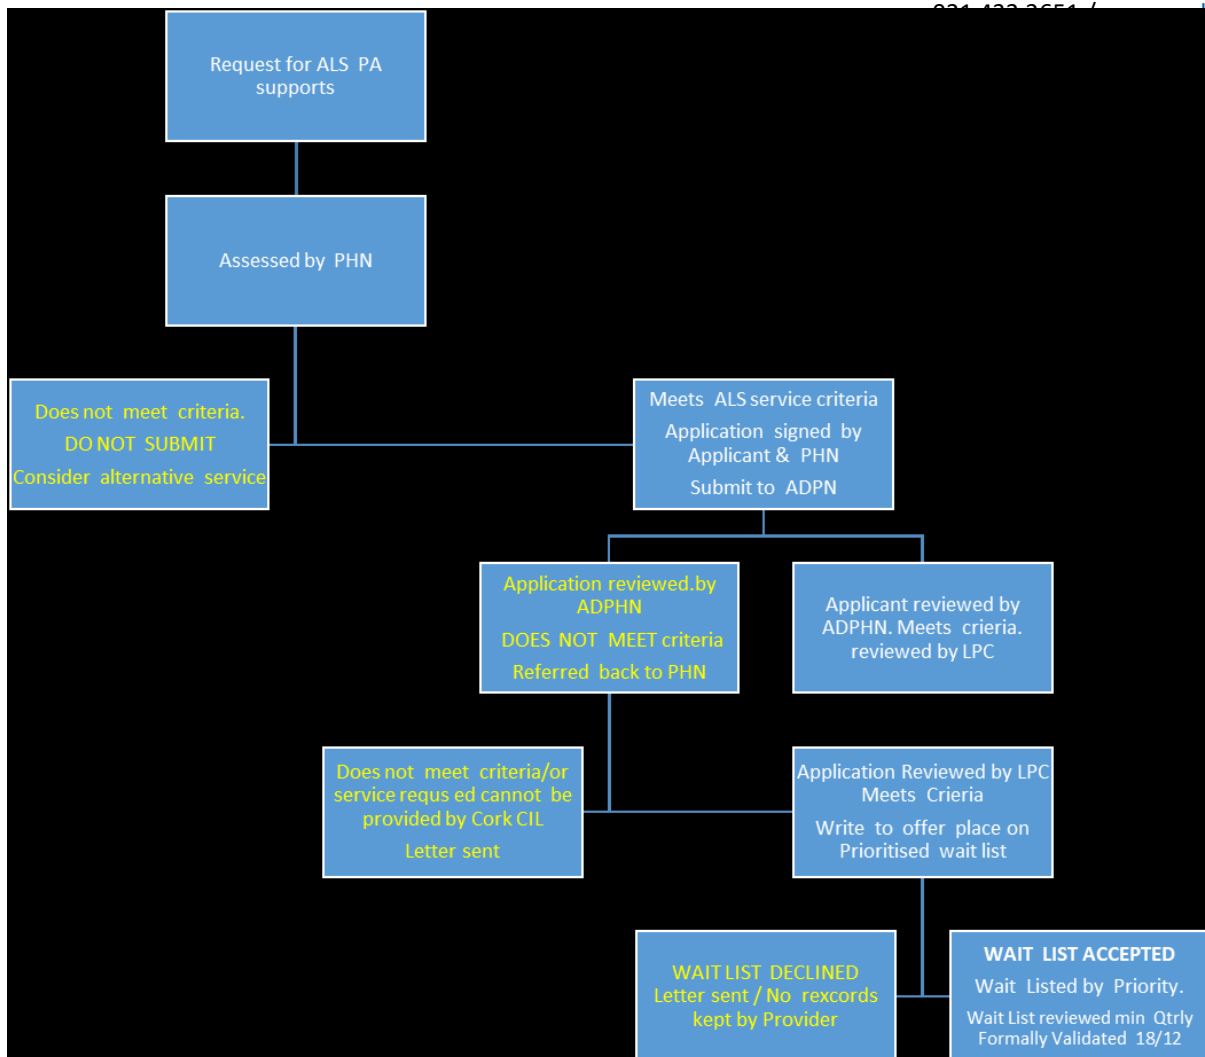 Request for ALS PA
supports
Assessed by PHN
Does not meet criteria.
DO NOT SUBMIT
Consider alternative service
Meets ALS service criteria
Application signed by
Applicant & PHN
Submit to ADPN
Application reviewed.by
ADPHN
DOES NOT MEET criteria
Referred back to PHN
Applicant reviewed by
ADPHN. Meets crieria.
reviewed by LPC
Does not meet criteria/or
service requs ed cannot be
provided by Cork CIL
Letter sent
Application Reviewed by LPC
Meets Crieria
Write to offer place on
Prioritised wait list
WAIT LIST DECLINED
Letter sent / No rexcords
kept by Provider
WAIT LIST ACCEPTED
Wait Listed by Priority.
Wait List reviewed min Qtrly
Formally Validated 18/12